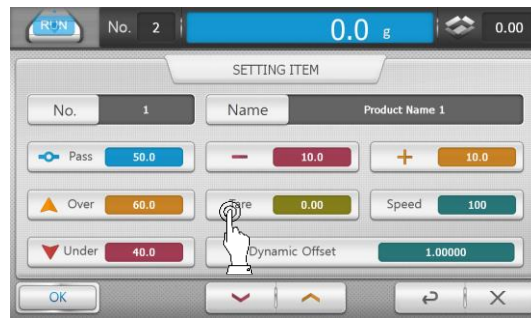 RUN No. 2 0.0 g 0.00
SETTING ITEM
No. 1 Name Product Name 1
Pass 50.0 − 10.0 + 10.0
Over 60.0 Tare 0.00 Speed 100
Under 40.0 Dynamic Offset 1.00000
OK